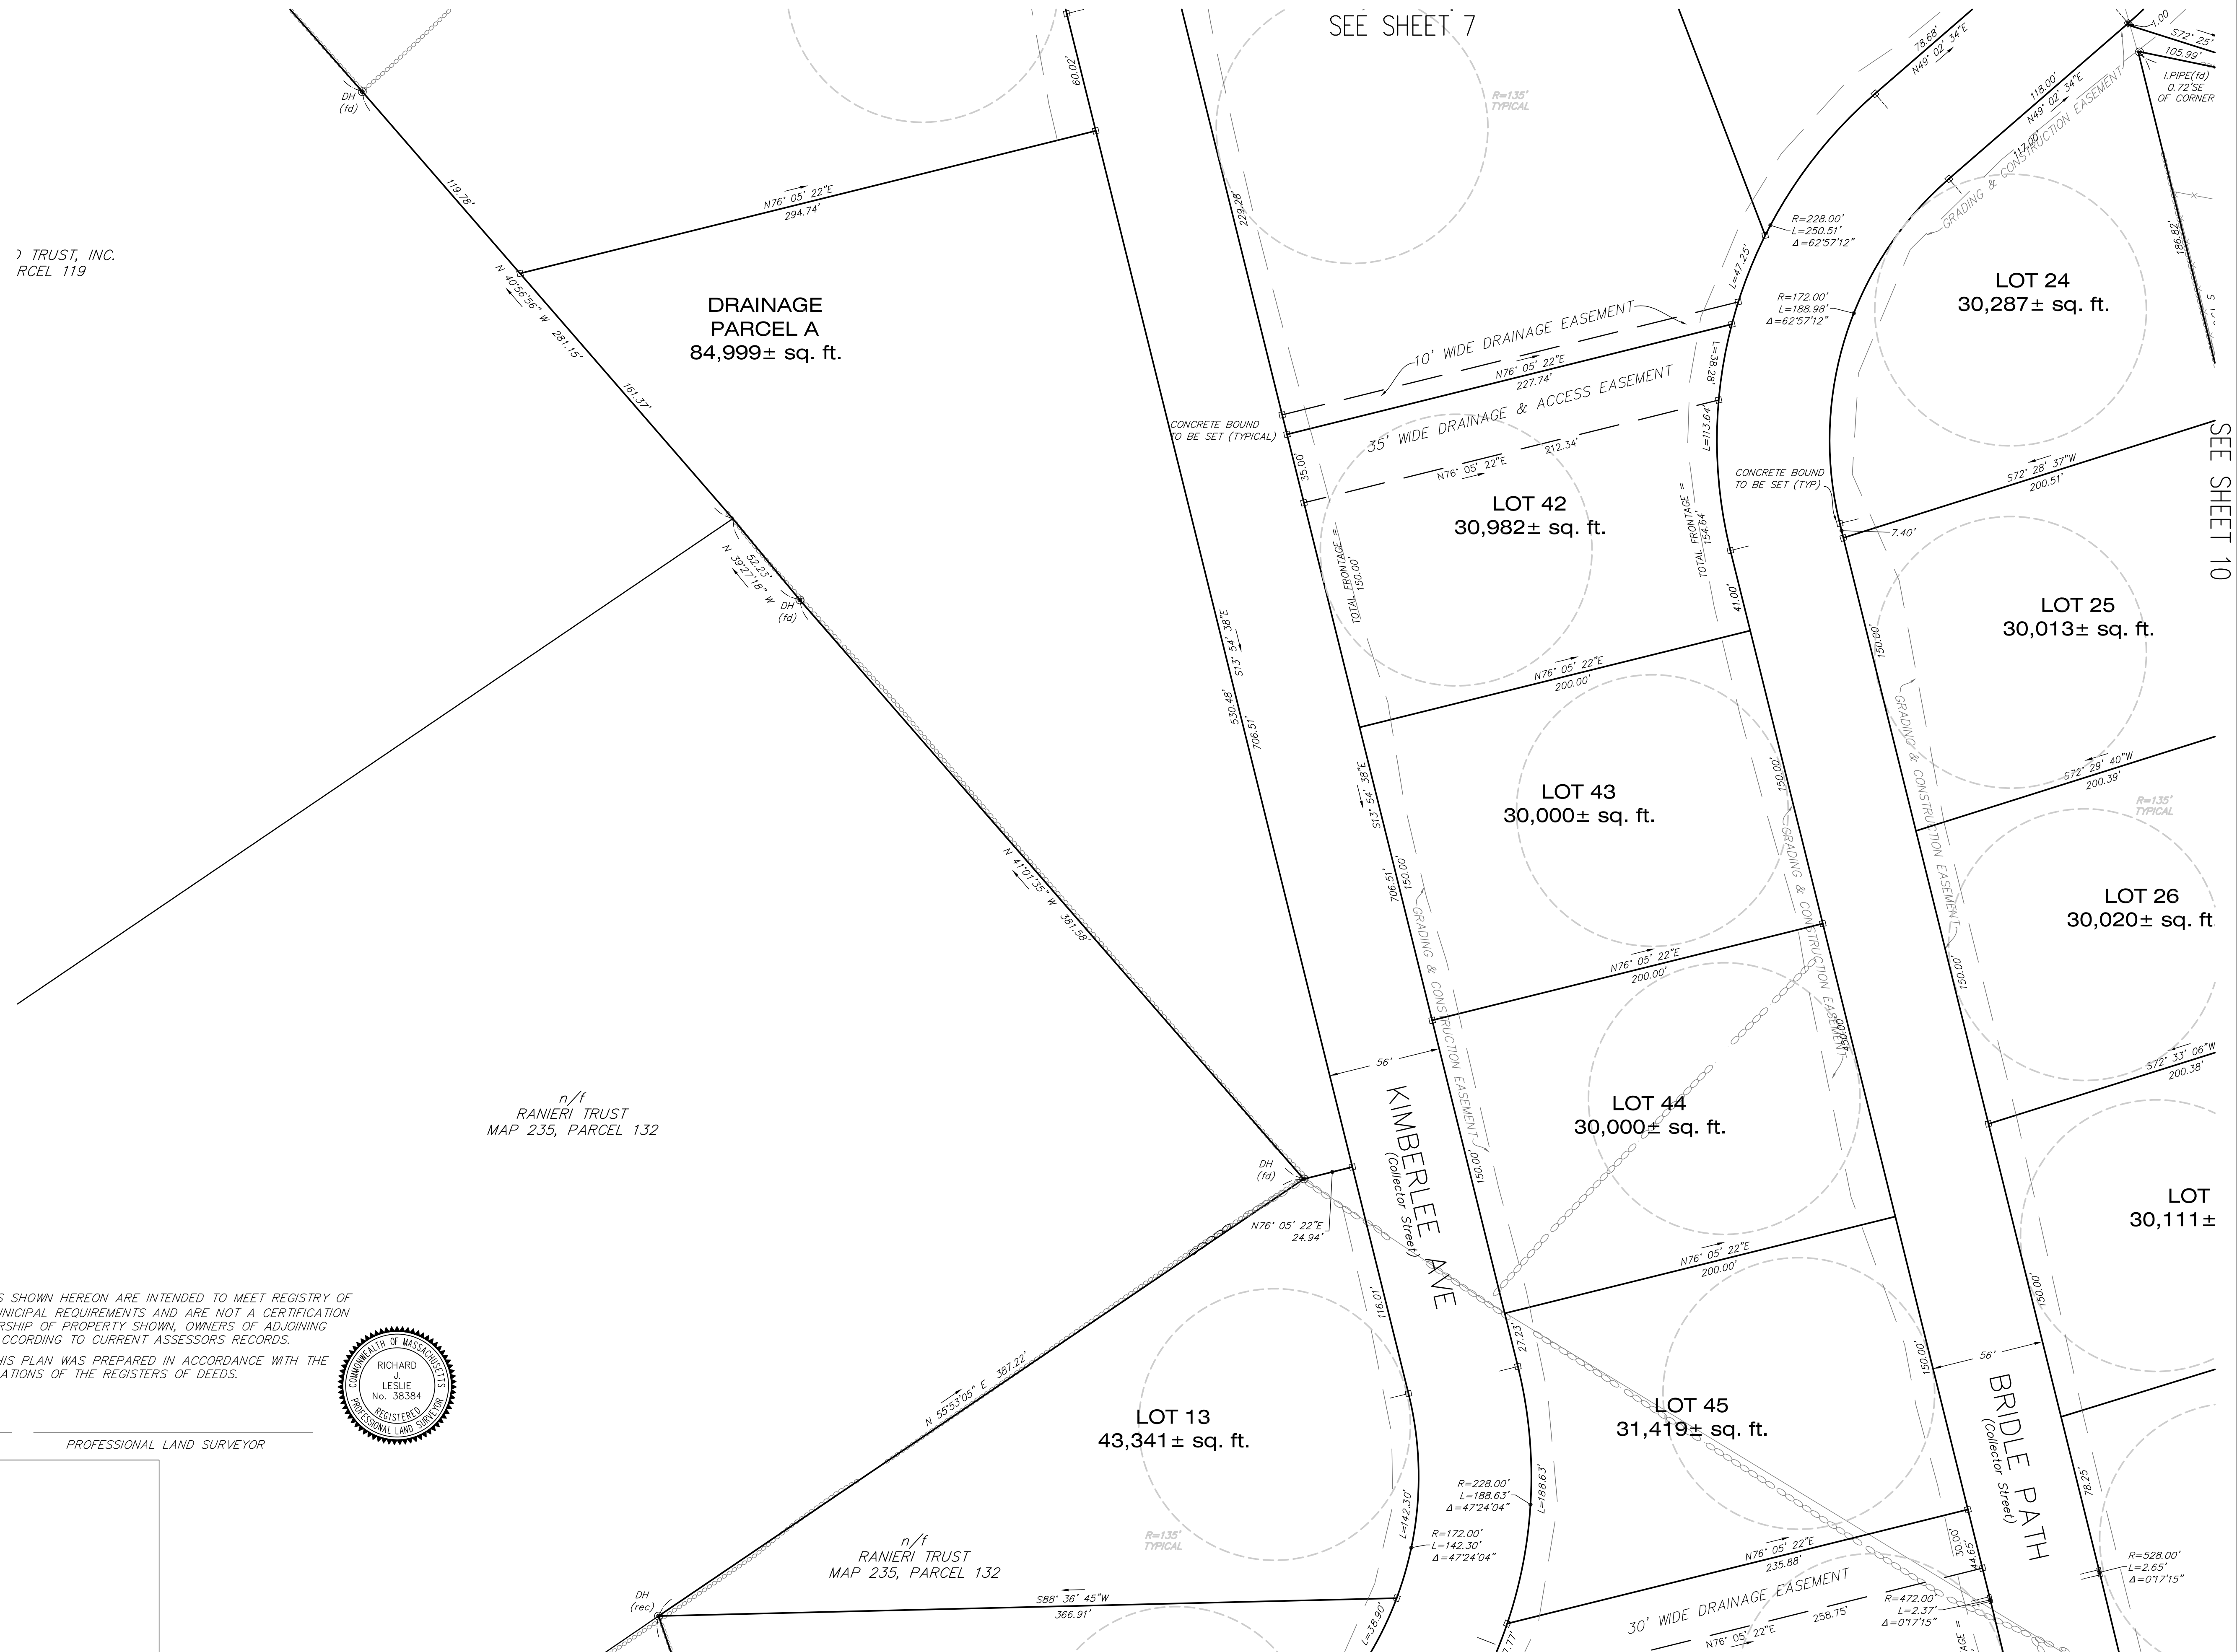 SEE SHEET 7
SEE SHEET 10
DH
(fd)
119.78'
N76° 05' 22"E
294.74'
60.02'
229.28'
R=135'
TYPICAL
78.68'
N49° 02' 34"E
118.00'
N49° 02' 34"E
117.00'
GRADING & CONSTRUCTION EASEMENT
1.00
S72° 25'
105.99'
I.PIPE(fd)
0.72'SE
OF CORNER
186.82'
TRUST, INC.
RCEL 119
N 40°56'56" W 281.15'
161.37'
DRAINAGE
PARCEL A
84,999± sq. ft.
R=228.00'
L=250.51'
Δ=62°57'12"
L=47.25'
R=172.00'
L=188.98'
Δ=62°57'12"
LOT 24
30,287± sq. ft.
10' WIDE DRAINAGE EASEMENT
N76° 05' 22"E
227.74'
35' WIDE DRAINAGE & ACCESS EASEMENT
L=38.28'
L=113.64'
CONCRETE BOUND
TO BE SET (TYPICAL)
35.00'
N76° 05' 22"E
212.34'
CONCRETE BOUND
TO BE SET (TYP)
S72° 28' 37"W
200.51'
7.40'
LOT 42
30,982± sq. ft.
TOTAL FRONTAGE =
150.00'
TOTAL FRONTAGE =
154.64'
41.00'
52.23'
N 39°27'18" W
DH
(fd)
LOT 25
30,013± sq. ft.
150.00'
GRADING & CONSTRUCTION EASEMENT
S13° 54' 38"E
530.48'
706.51'
N76° 05' 22"E
200.00'
S72° 29' 40"W
200.39'
R=135'
TYPICAL
LOT 43
30,000± sq. ft.
S13° 54' 38"E
706.51'
150.00'
150.00'
GRADING & CONSTRUCTION EASEMENT
GRADING & CONSTRUCTION EASEMENT
N 41°01'35" W 381.58'
LOT 26
30,020± sq. ft
150.00'
N76° 05' 22"E
200.00'
450.00'
S72° 33' 06"W
200.38'
56'
KIMBERLEE AVE
(Collector Street)
LOT 44
30,000± sq. ft.
150.00'
n/f
RANIERI TRUST
MAP 235, PARCEL 132
DH
(fd)
N76° 05' 22"E
24.94'
LOT
30,111±
N76° 05' 22"E
200.00'
150.00'
116.01'
27.23'
150.00'
56'
BRIDLE PATH
(Collector Street)
S SHOWN HEREON ARE INTENDED TO MEET REGISTRY OF
UNICIPAL REQUIREMENTS AND ARE NOT A CERTIFICATION
RSHIP OF PROPERTY SHOWN, OWNERS OF ADJOINING
CCORDING TO CURRENT ASSESSORS RECORDS.
HIS PLAN WAS PREPARED IN ACCORDANCE WITH THE
ATIONS OF THE REGISTERS OF DEEDS.
COMMONWEALTH OF MASSACHUSETTS
RICHARD
J.
LESLIE
No. 38384
REGISTERED
PROFESSIONAL LAND SURVEYOR
PROFESSIONAL LAND SURVEYOR
N 55°53'05" E 387.22'
LOT 13
43,341± sq. ft.
LOT 45
31,419± sq. ft.
R=228.00'
L=188.63'
Δ=47°24'04"
L=188.63'
L=142.30'
R=172.00'
L=142.30'
Δ=47°24'04"
R=135'
TYPICAL
78.25'
n/f
RANIERI TRUST
MAP 235, PARCEL 132
DH
(rec)
S88° 36' 45"W
366.91'
L=38.90'
N76° 05' 22"E
235.88'
30.00'
44.65'
30' WIDE DRAINAGE EASEMENT
N76° 05' 22"E
258.75'
R=472.00'
L=2.37'
Δ=0°17'15"
R=528.00'
L=2.65'
Δ=0°17'15"